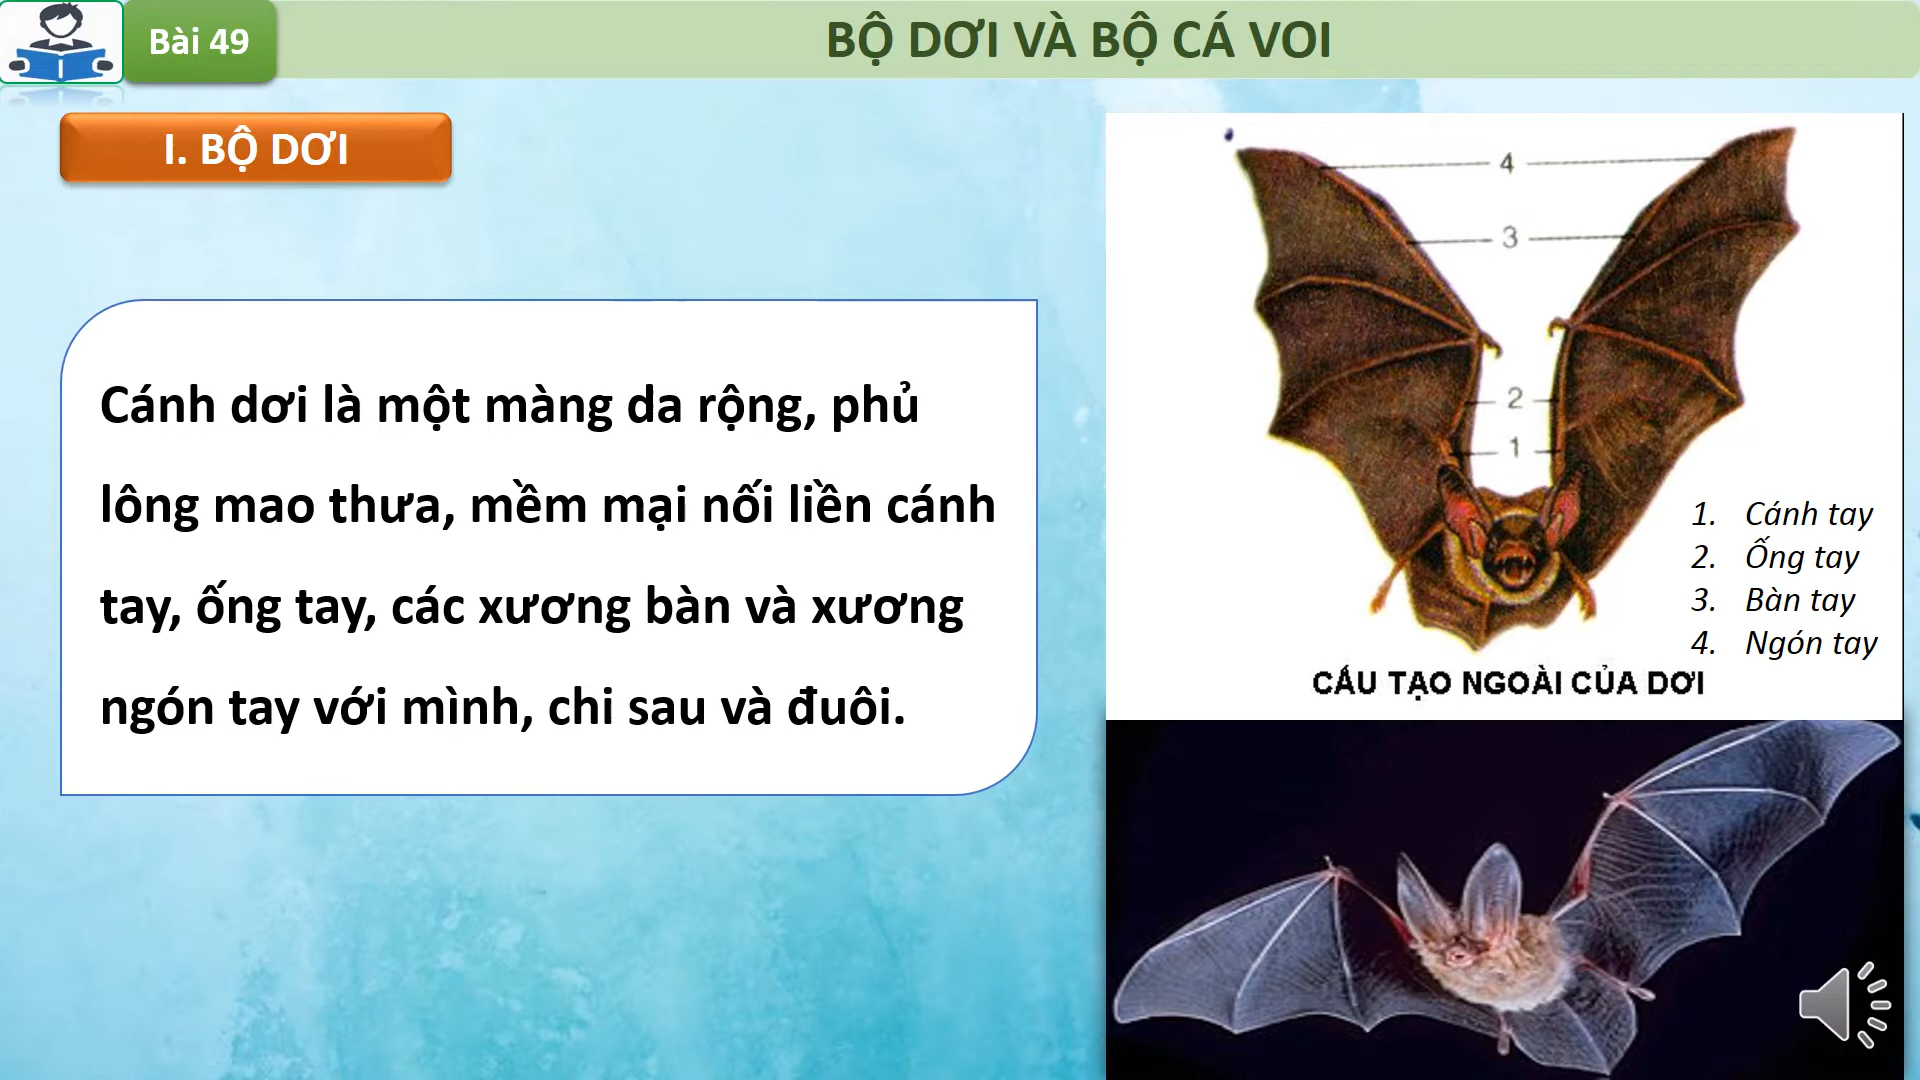 Bài 49
BỘ DƠI VÀ BỘ CÁ VOI
I. BỘ DƠI
Cánh dơi là một màng da rộng, phủ
lông mao thưa, mềm mại nối liền cánh
tay, ống tay, các xương bàn và xương
ngón tay với mình, chi sau và đuôi.
4
3
2
1
1. Cánh tay
2. Ống tay
3. Bàn tay
4. Ngón tay
CẤU TẠO NGOÀI CỦA DƠI